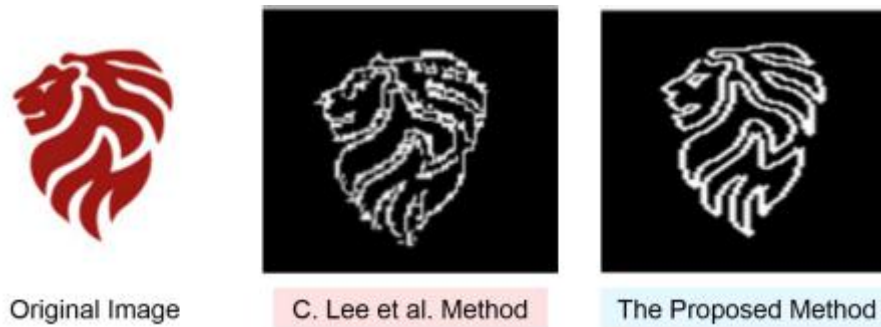 Original Image
C. Lee et al. Method
The Proposed Method